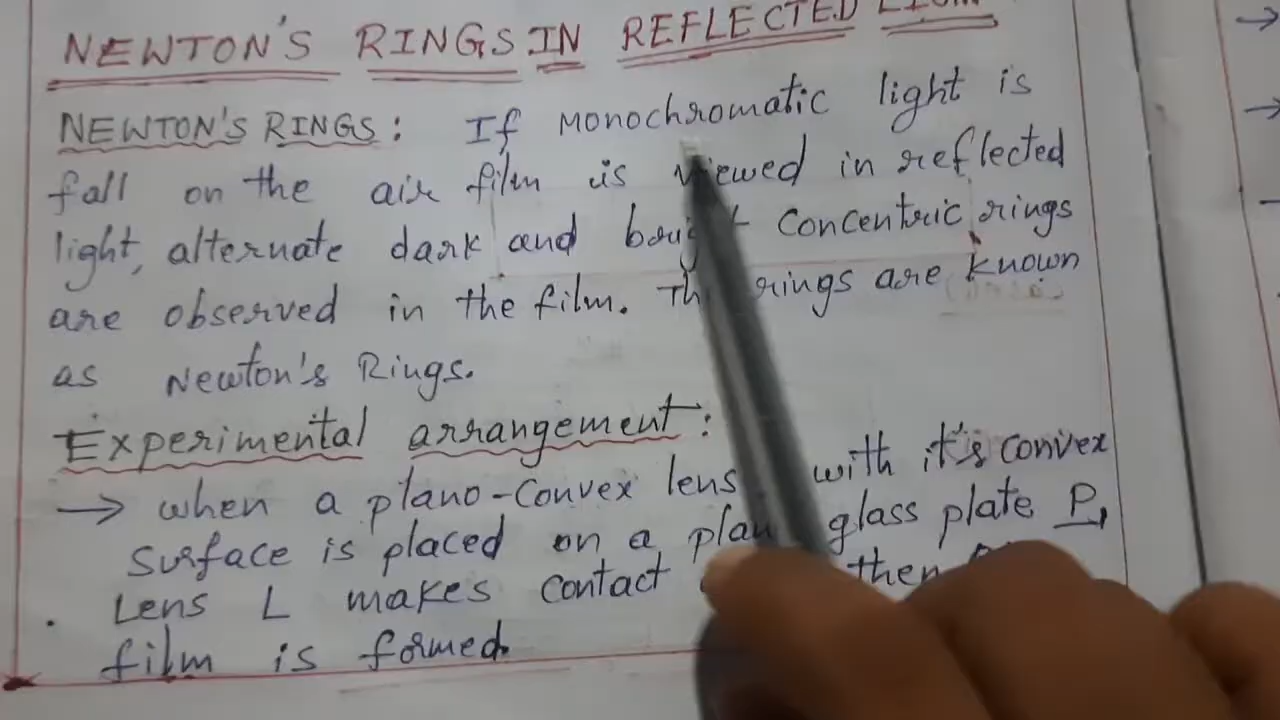 NEWTON'S RINGS IN REFLECTED
NEWTON'S RINGS: If Monochromatic light is
fall on the air film is viewed in reflected
light, alternate dark and concentric rings
are observed in the film. rings are known
as Newton's Rings.
Experimental arrangement:
→ when a plano-convex lens with it's convex
surface is placed on a glass plate P,
Lens L makes contact then
film is formed.